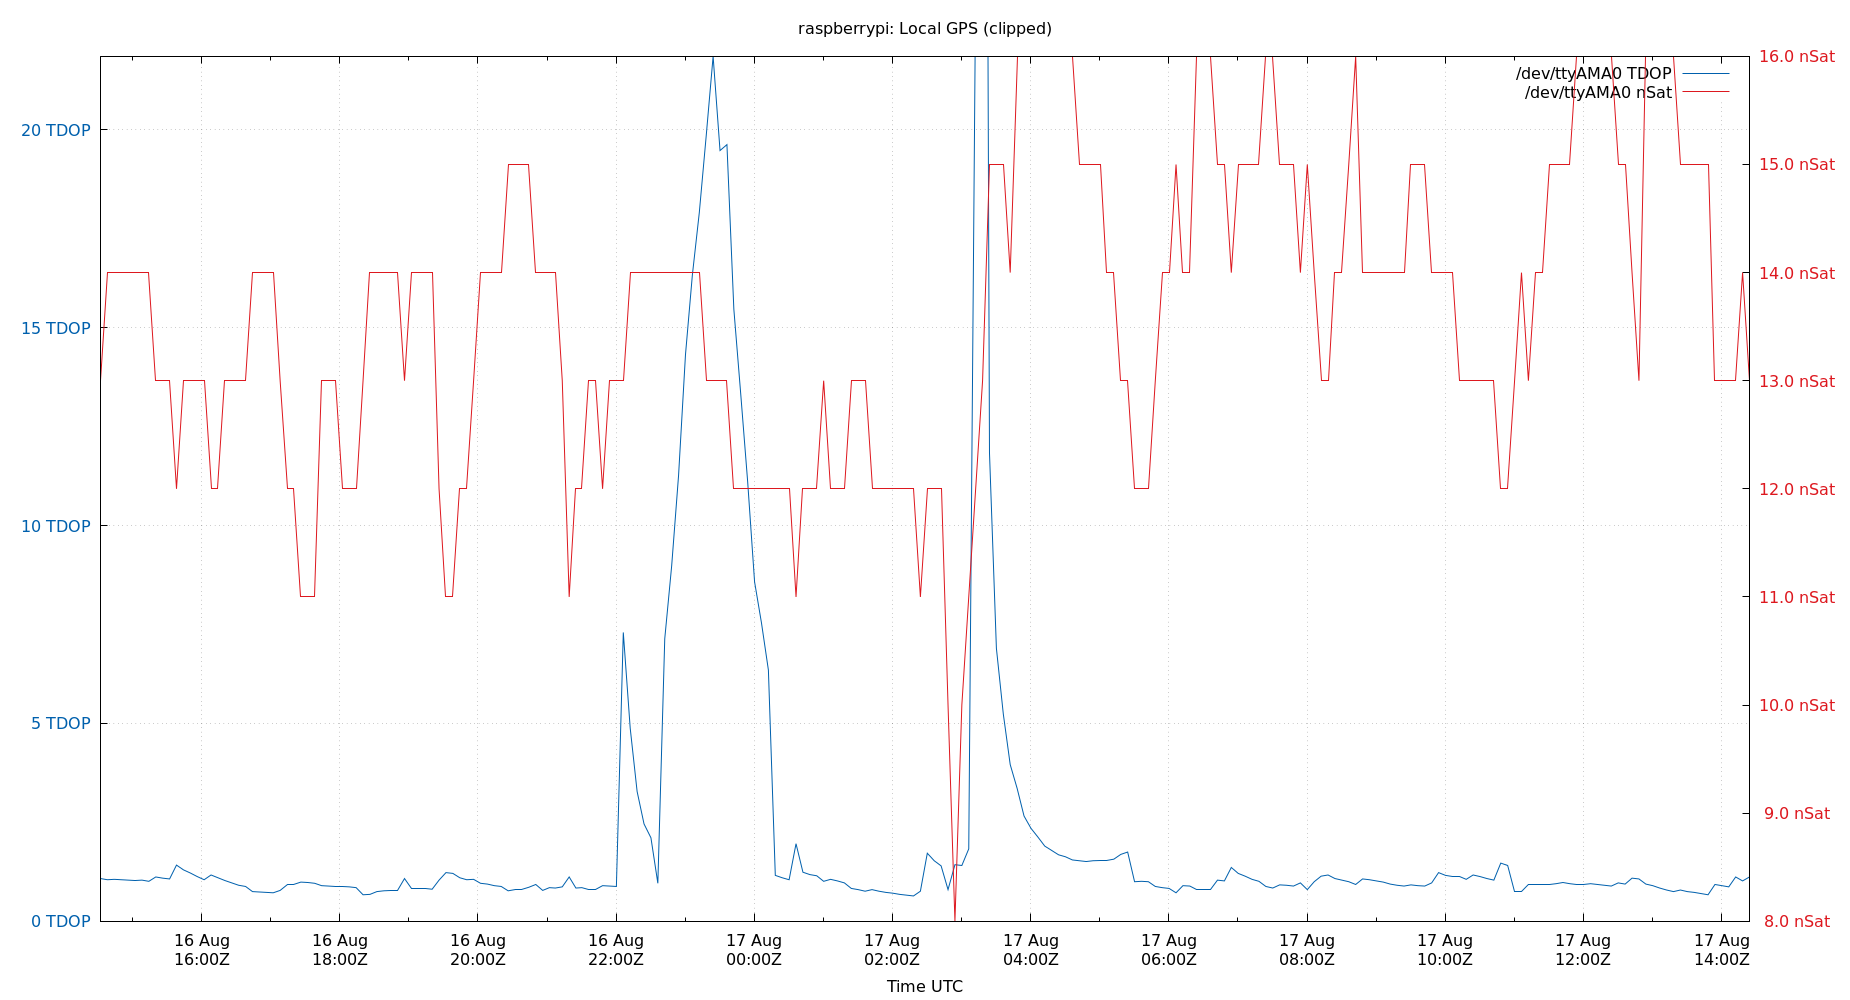 raspberrypi: Local GPS (clipped)
16.0 nSat
/dev/ttyAMA0 TDOP
/dev/ttyAMA0 nSat
20 TDOP
15.0 nSat
14.0 nSat
15 TDOP
13.0 nSat
12.0 nSat
10 TDOP
11.0 nSat
10.0 nSat
5 TDOP
9.0 nSat
0 TDOP
8.0 nSat
16 Aug 16 Aug 16 Aug 16 Aug 17 Aug 17 Aug 17 Aug 17 Aug 17 Aug 17 Aug 17 Aug 17 Aug
16:00Z 18:00Z 20:00Z 22:00Z 00:00Z 02:00Z 04:00Z 06:00Z 08:00Z 10:00Z 12:00Z 14:00Z
Time UTC